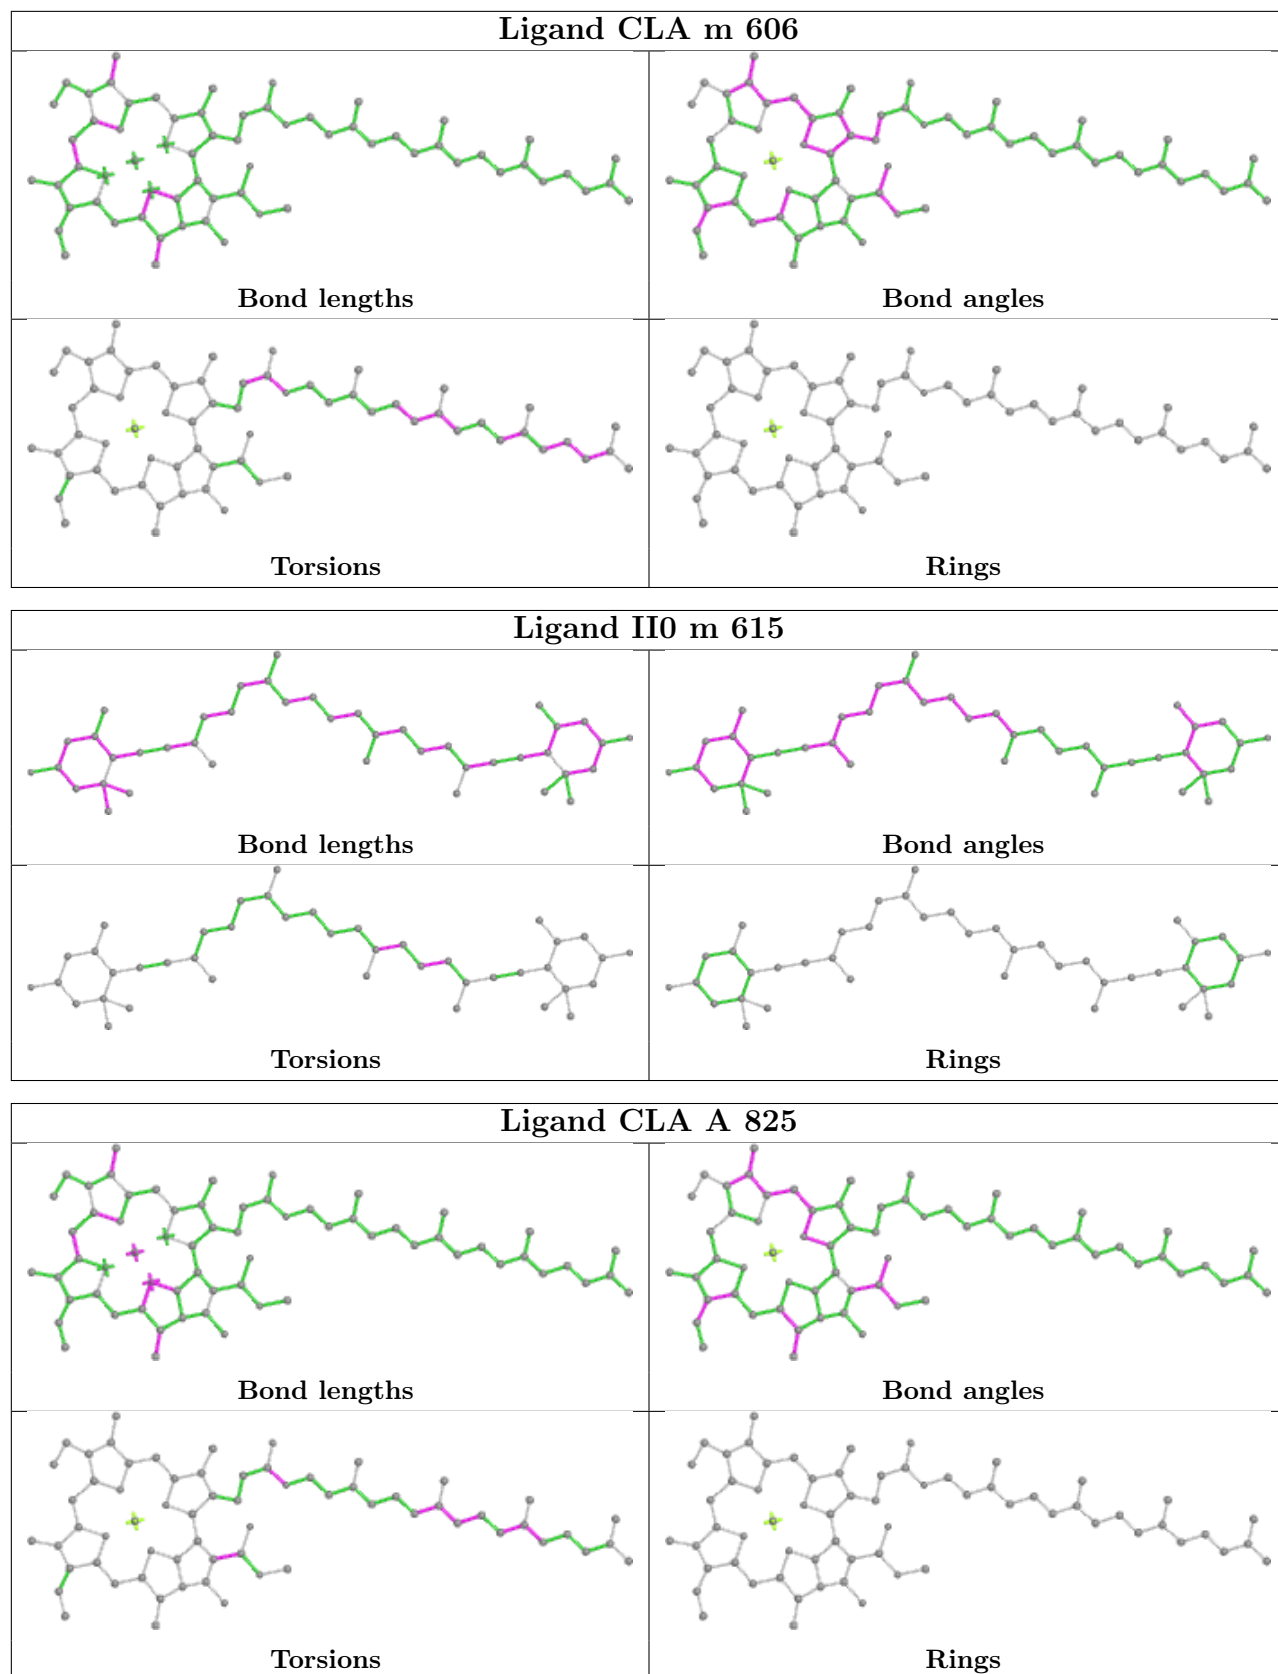 Ligand CLA m 606
Bond lengths
Bond angles
Torsions
Rings
Ligand II0 m 615
Bond lengths
Bond angles
Torsions
Rings
Ligand CLA A 825
Bond lengths
Bond angles
Torsions
Rings